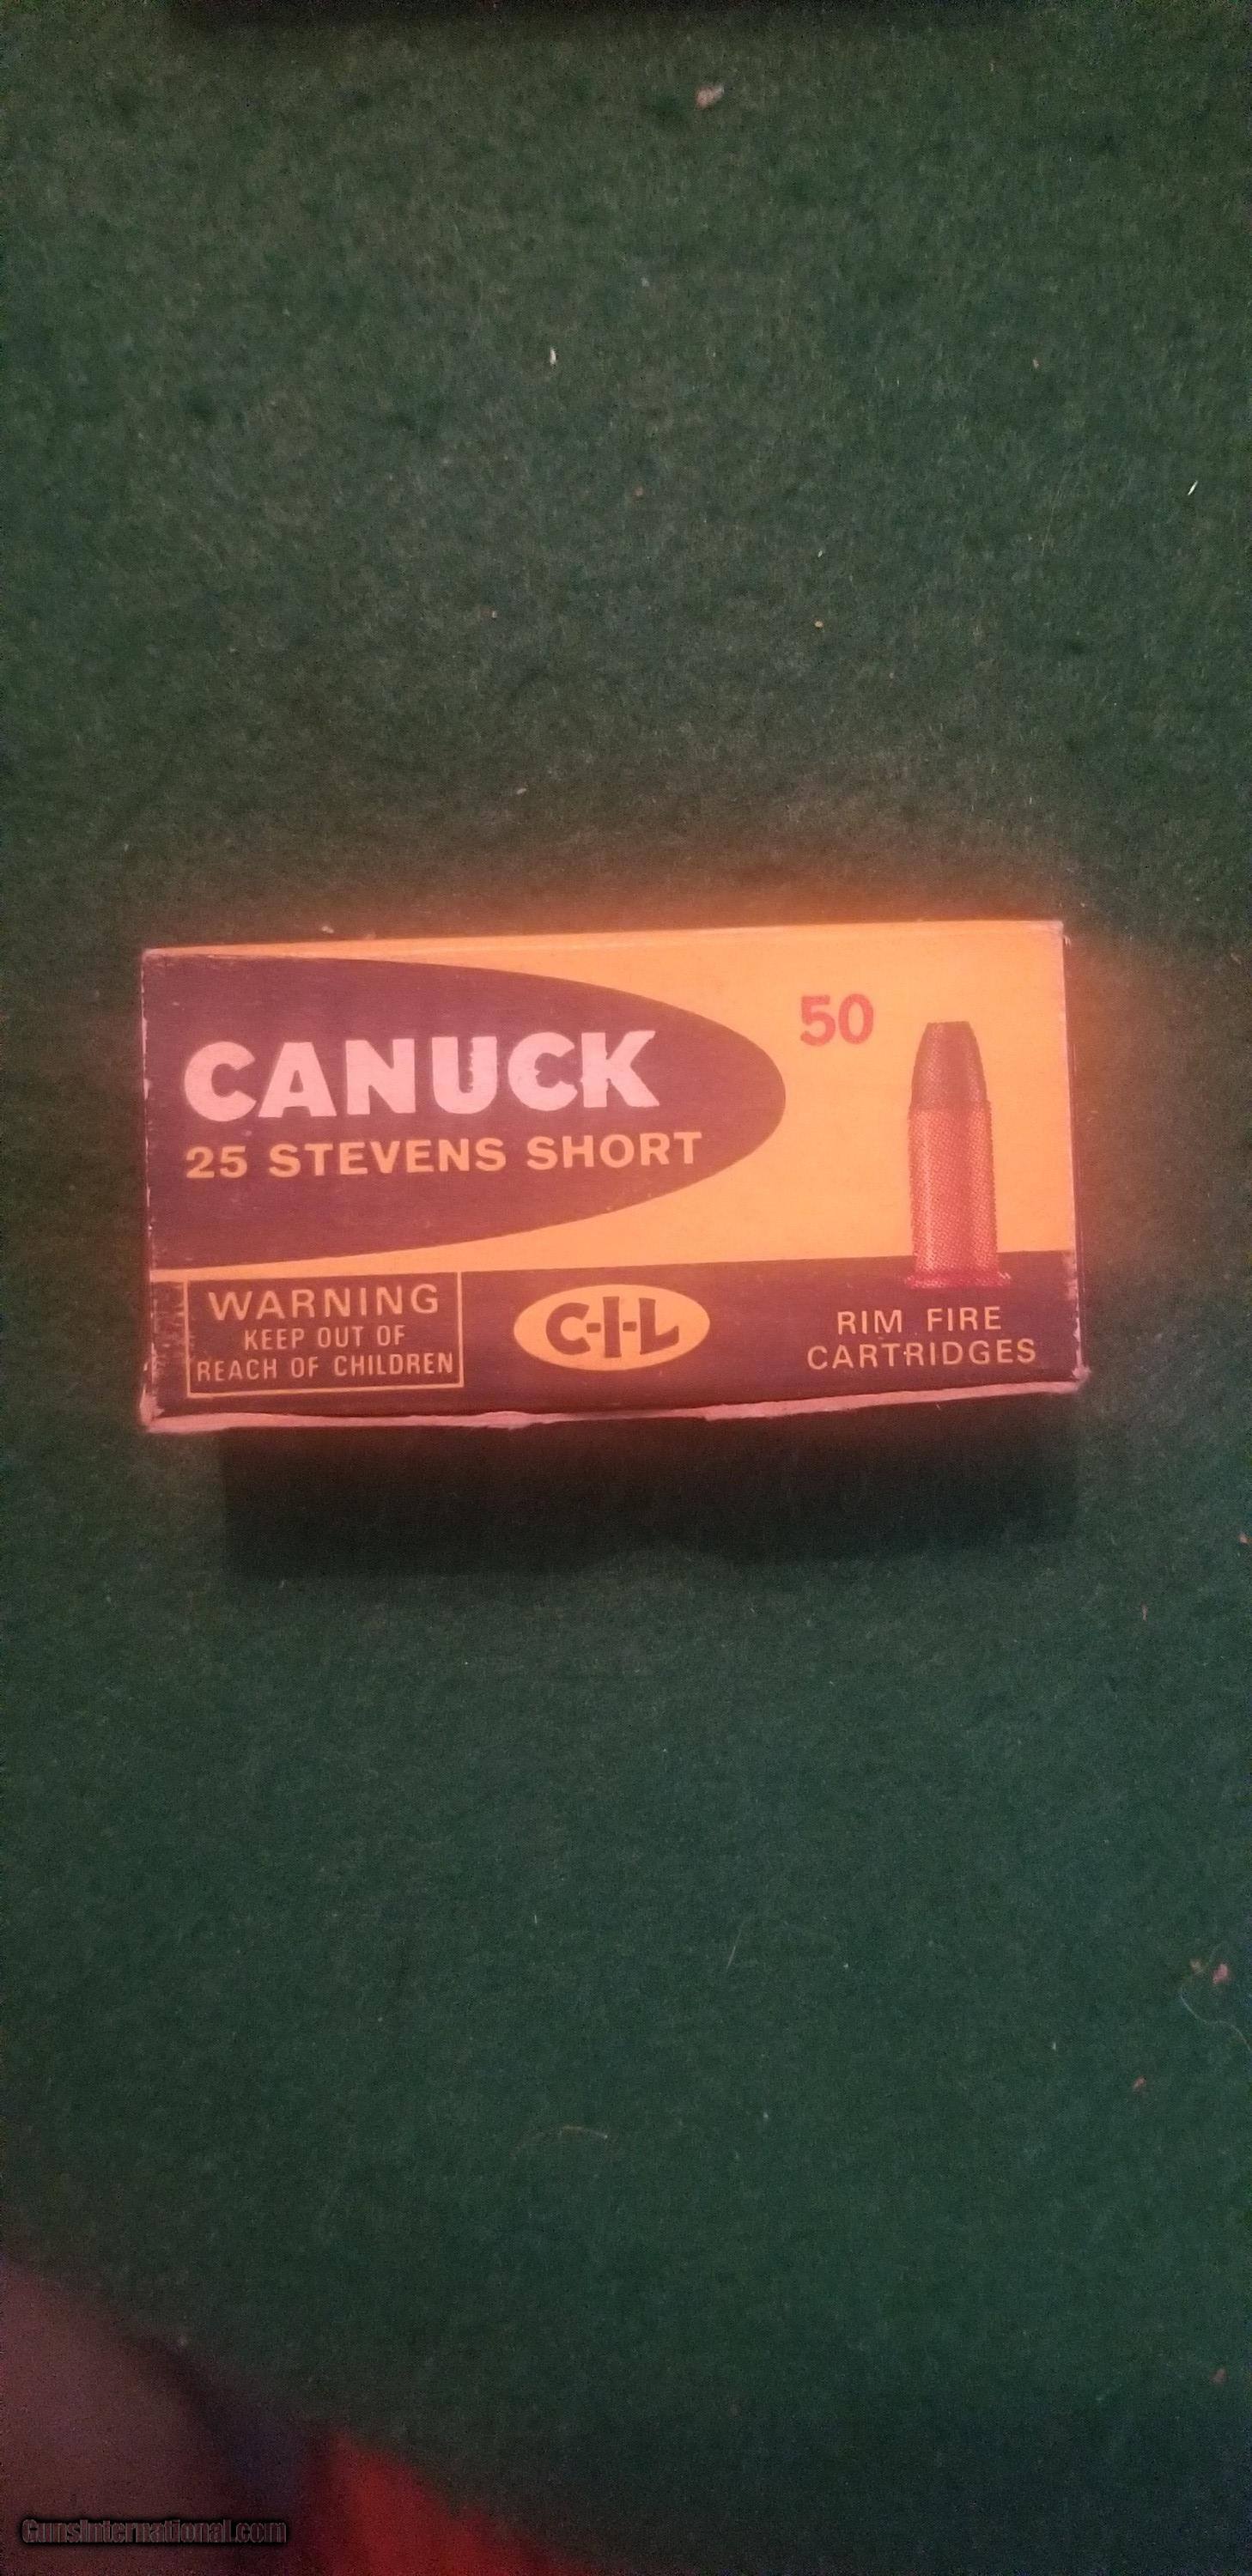 CANUCK
25 STEVENS SHORT
50
WARNING
KEEP OUT OF
REACH OF CHILDREN
C-I-L
RIM FIRE
CARTRIDGES
GunsInternational.com